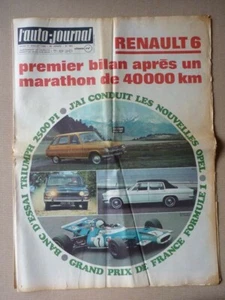 l'auto-journal
RENAULT 6
premier bilan après un
marathon de 40000 km
BANC D'ESSAI TRIUMPH 2500 PI • J'AI CONDUIT LES NOUVELLES OPEL •
GRAND PRIX DE FRANCE FORMULE 1